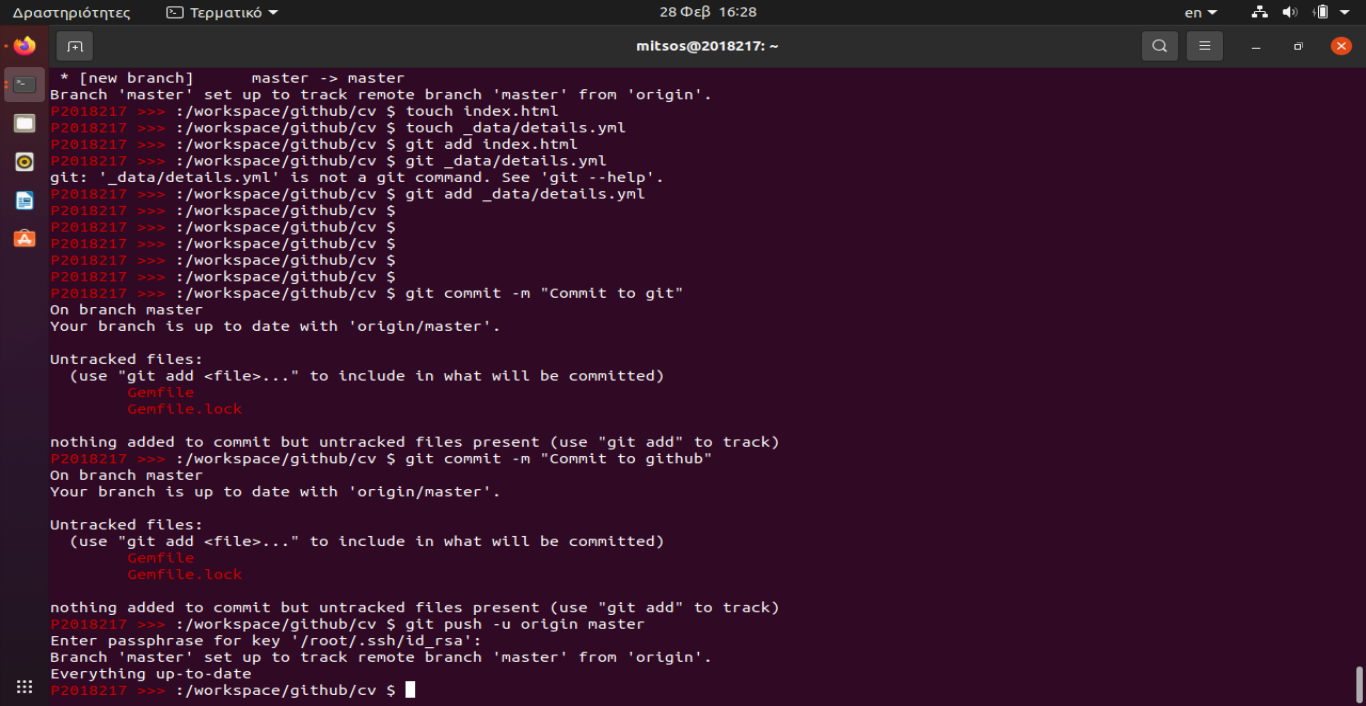 Δραστηριότητες Τερματικό 28 Φεβ 16:28 en
mitsos@2018217: ~
* [new branch]      master -> master
Branch 'master' set up to track remote branch 'master' from 'origin'.
P2018217 >>> :/workspace/github/cv $ touch index.html
P2018217 >>> :/workspace/github/cv $ touch _data/details.yml
P2018217 >>> :/workspace/github/cv $ git add index.html
P2018217 >>> :/workspace/github/cv $ git _data/details.yml
git: '_data/details.yml' is not a git command. See 'git --help'.
P2018217 >>> :/workspace/github/cv $ git add _data/details.yml
P2018217 >>> :/workspace/github/cv $
P2018217 >>> :/workspace/github/cv $
P2018217 >>> :/workspace/github/cv $
P2018217 >>> :/workspace/github/cv $
P2018217 >>> :/workspace/github/cv $
P2018217 >>> :/workspace/github/cv $ git commit -m "Commit to git"
On branch master
Your branch is up to date with 'origin/master'.
Untracked files:
(use "git add <file>..." to include in what will be committed)
Gemfile
Gemfile.lock
nothing added to commit but untracked files present (use "git add" to track)
P2018217 >>> :/workspace/github/cv $ git commit -m "Commit to github"
On branch master
Your branch is up to date with 'origin/master'.
Untracked files:
(use "git add <file>..." to include in what will be committed)
Gemfile
Gemfile.lock
nothing added to commit but untracked files present (use "git add" to track)
P2018217 >>> :/workspace/github/cv $ git push -u origin master
Enter passphrase for key '/root/.ssh/id_rsa':
Branch 'master' set up to track remote branch 'master' from 'origin'.
Everything up-to-date
P2018217 >>> :/workspace/github/cv $